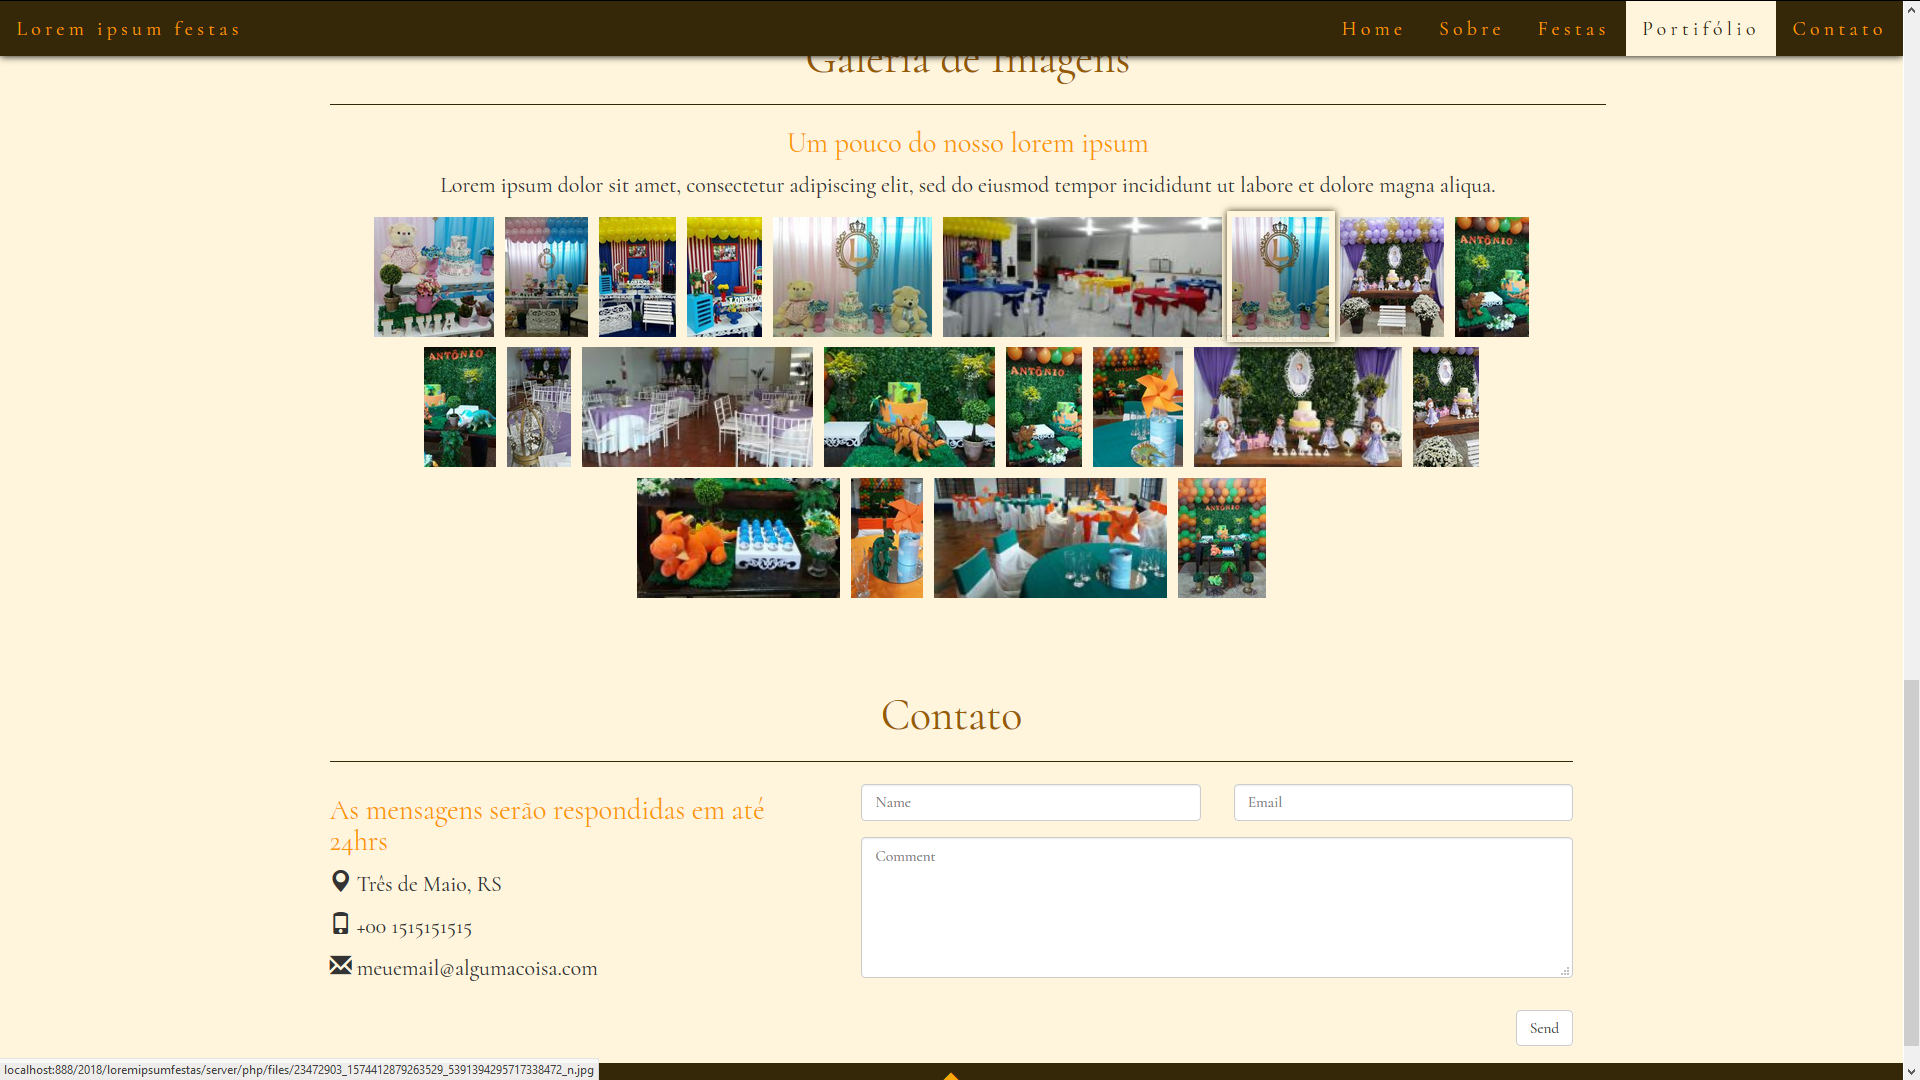 Lorem ipsum festas
Home Sobre Festas Portifólio Contato
Galeria de Imagens
Um pouco do nosso lorem ipsum
Lorem ipsum dolor sit amet, consectetur adipiscing elit, sed do eiusmod tempor incididunt ut labore et dolore magna aliqua.
LORENZO
L
L
ANTÔNIO
ANTÔNIO
ANTÔNIO
ANTÔNIO
Contato
As mensagens serão respondidas em até
24hrs
Três de Maio, RS
+00 1515151515
meuemail@algumacoisa.com
Name
Email
Comment
Send
localhost:888/2018/loremipsumfestas/server/php/files/23472903_1574412879263529_5391394295717338472_n.jpg